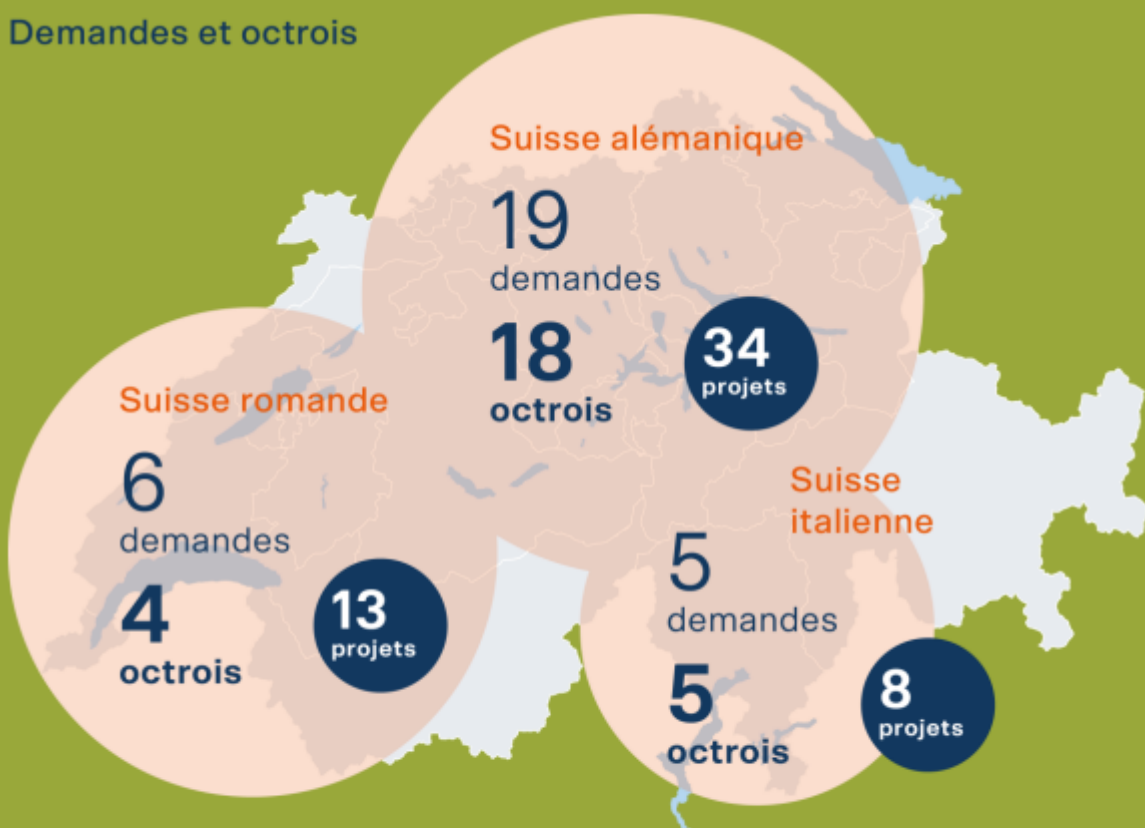 Demandes et octrois
Suisse alémanique
19
demandes
18
octrois
34
projets
Suisse romande
6
demandes
4
octrois
13
projets
Suisse
italienne
5
demandes
5
octrois
8
projets